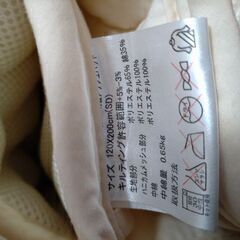 サイズ 120X200cm(SD)
キルティング許容範囲+5%-3%
生地部分 ポリエステル65% 綿35%
ハニカムメッシュ部分 ポリエステル100%
中綿 ポリエステル100%
中綿量 0.65kg
取扱方法